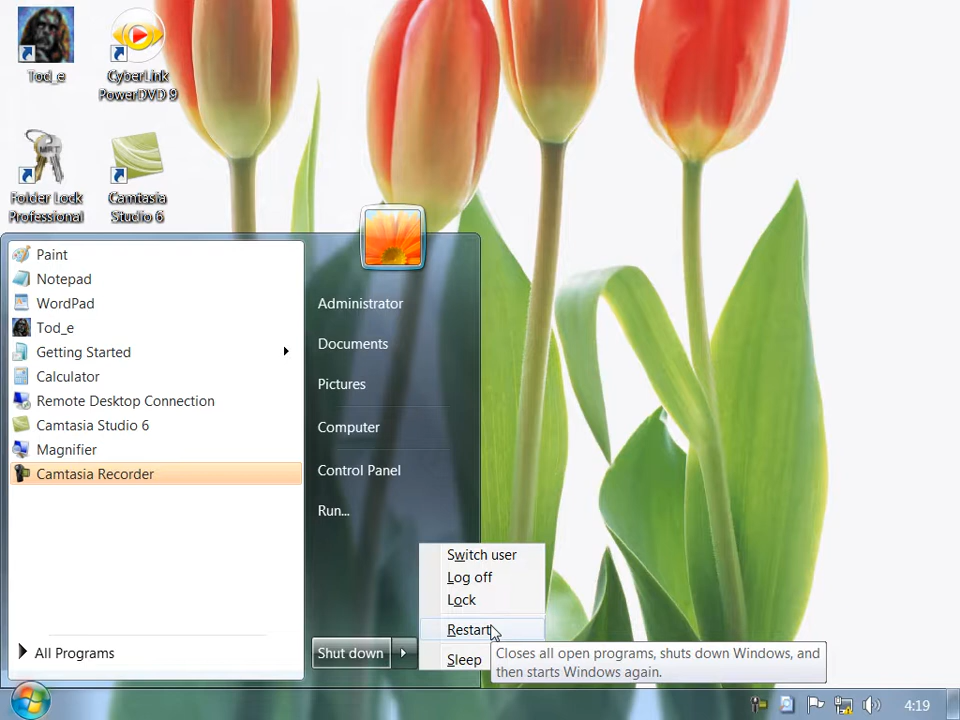 Tod_e
CyberLink
PowerDVD 9
MRT
Folder Lock
Professional
Camtasia
Studio 6
Paint
Notepad
WordPad
Tod_e
Getting Started
Calculator
Remote Desktop Connection
Camtasia Studio 6
Magnifier
Camtasia Recorder
All Programs
Administrator
Documents
Pictures
Computer
Control Panel
Run...
Shut down
Switch user
Log off
Lock
Restart
Sleep
Closes all open programs, shuts down Windows, and
then starts Windows again.
4:19